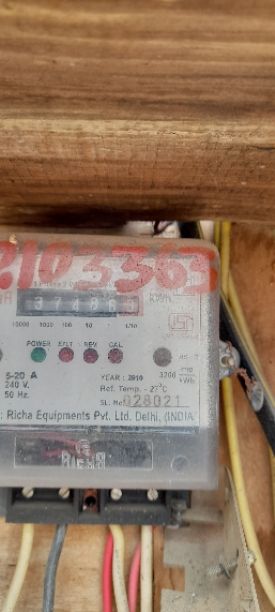 2103363
kWh
10000 1000 100 10 1/10
POWER E/LT REV CAL
5-20 A
240 V.
50 Hz.
YEAR : 2010
3200 imp/kWh
Ref. Temp. - 27°C
SL. No. 028021
: Richa Equipments Pvt. Ltd. Delhi, (INDIA